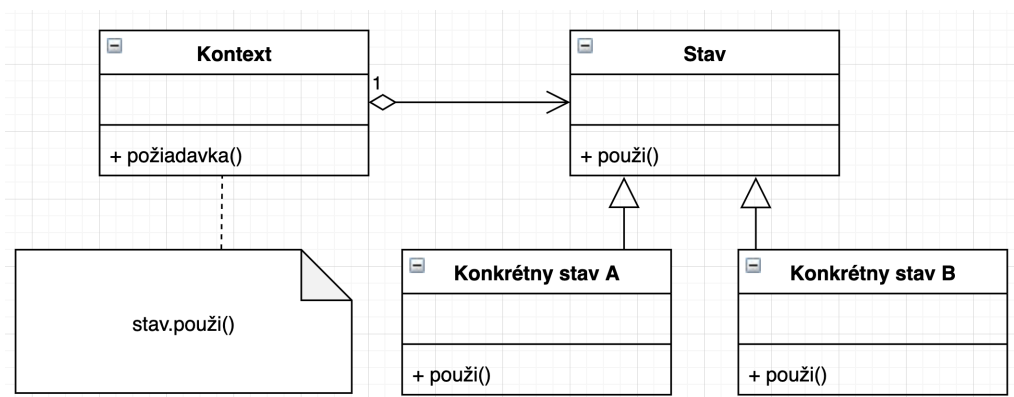 Kontext
1
+ požiadavka()
Stav
+ použi()
stav.použi()
Konkrétny stav A
+ použi()
Konkrétny stav B
+ použi()